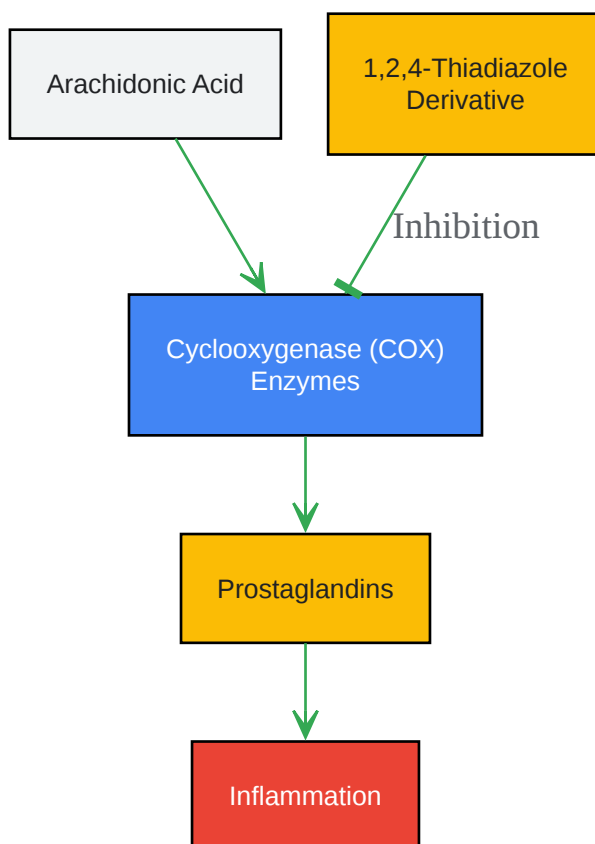 Arachidonic Acid
1,2,4-Thiadiazole
Derivative
Inhibition
Cyclooxygenase (COX)
Enzymes
Prostaglandins
Inflammation